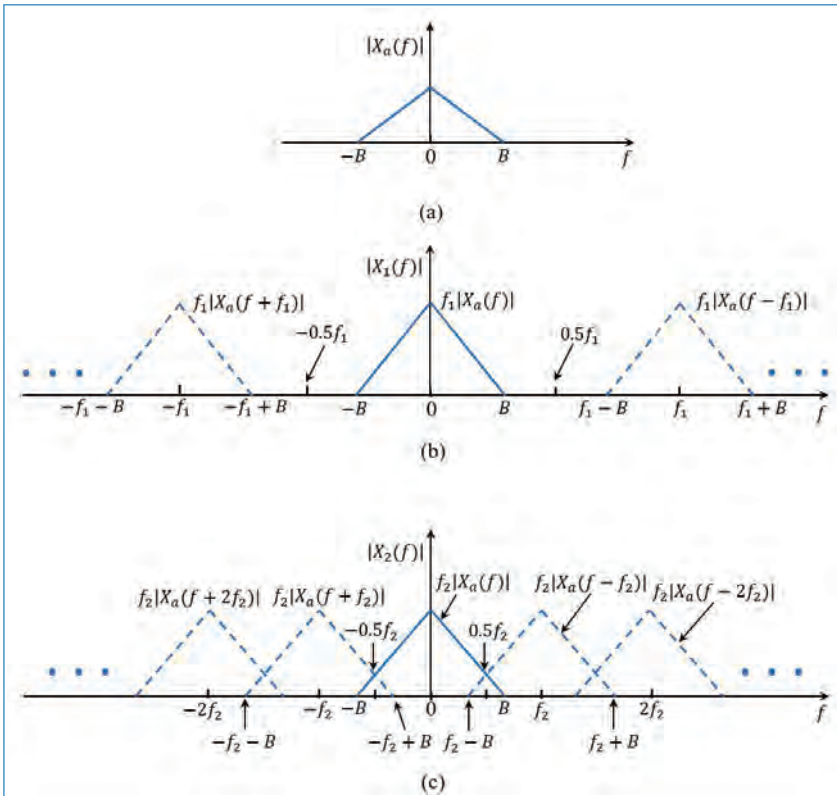 |Xₐ(f)|
−B 0 B f
(a)
|X₁(f)|
f₁|Xₐ(f + f₁)| f₁|Xₐ(f)| f₁|Xₐ(f − f₁)|
−0.5f₁ 0.5f₁
−f₁ − B −f₁ −f₁ + B −B 0 B f₁ − B f₁ f₁ + B f
(b)
|X₂(f)|
f₂|Xₐ(f + 2f₂)| f₂|Xₐ(f + f₂)| f₂|Xₐ(f)| f₂|Xₐ(f − f₂)| f₂|Xₐ(f − 2f₂)|
−0.5f₂ 0.5f₂
−2f₂ −f₂ −B 0 B f₂ 2f₂ f
−f₂ − B −f₂ + B f₂ − B f₂ + B
(c)